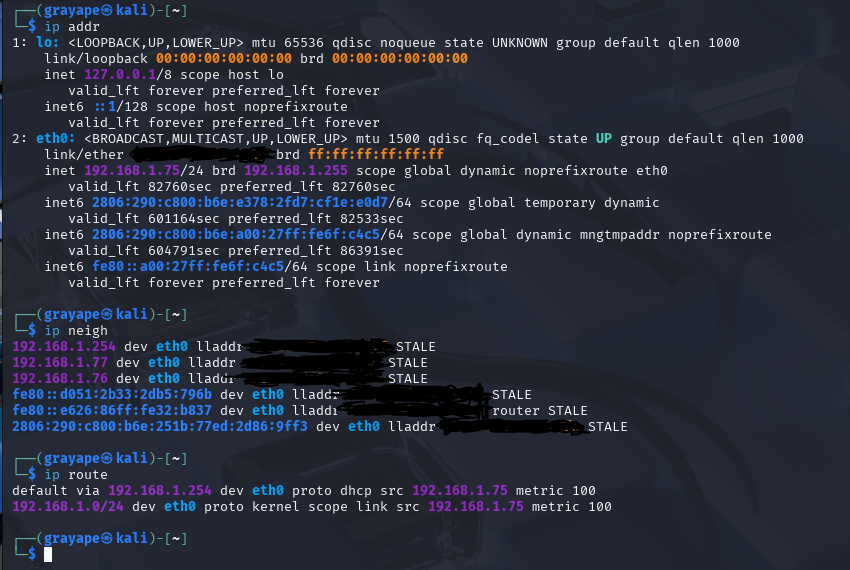 ┌──(grayape㉿kali)-[~]
└─$ ip addr
1: lo: <LOOPBACK,UP,LOWER_UP> mtu 65536 qdisc noqueue state UNKNOWN group default qlen 1000
    link/loopback 00:00:00:00:00:00 brd 00:00:00:00:00:00
    inet 127.0.0.1/8 scope host lo
       valid_lft forever preferred_lft forever
    inet6 ::1/128 scope host noprefixroute
       valid_lft forever preferred_lft forever
2: eth0: <BROADCAST,MULTICAST,UP,LOWER_UP> mtu 1500 qdisc fq_codel state UP group default qlen 1000
    link/ether brd ff:ff:ff:ff:ff:ff
    inet 192.168.1.75/24 brd 192.168.1.255 scope global dynamic noprefixroute eth0
       valid_lft 82760sec preferred_lft 82760sec
    inet6 2806:290:c800:b6e:e378:2fd7:cf1e:e0d7/64 scope global temporary dynamic
       valid_lft 601164sec preferred_lft 82533sec
    inet6 2806:290:c800:b6e:a00:27ff:fe6f:c4c5/64 scope global dynamic mngtmpaddr noprefixroute
       valid_lft 604791sec preferred_lft 86391sec
    inet6 fe80::a00:27ff:fe6f:c4c5/64 scope link noprefixroute
       valid_lft forever preferred_lft forever
┌──(grayape㉿kali)-[~]
└─$ ip neigh
192.168.1.254 dev eth0 lladdr STALE
192.168.1.77 dev eth0 lladdr STALE
192.168.1.76 dev eth0 lladdr STALE
fe80::d051:2b33:2db5:796b dev eth0 lladdr STALE
fe80::e626:86ff:fe32:b837 dev eth0 lladdr router STALE
2806:290:c800:b6e:251b:77ed:2d86:9ff3 dev eth0 lladdr STALE
┌──(grayape㉿kali)-[~]
└─$ ip route
default via 192.168.1.254 dev eth0 proto dhcp src 192.168.1.75 metric 100
192.168.1.0/24 dev eth0 proto kernel scope link src 192.168.1.75 metric 100
┌──(grayape㉿kali)-[~]
└─$